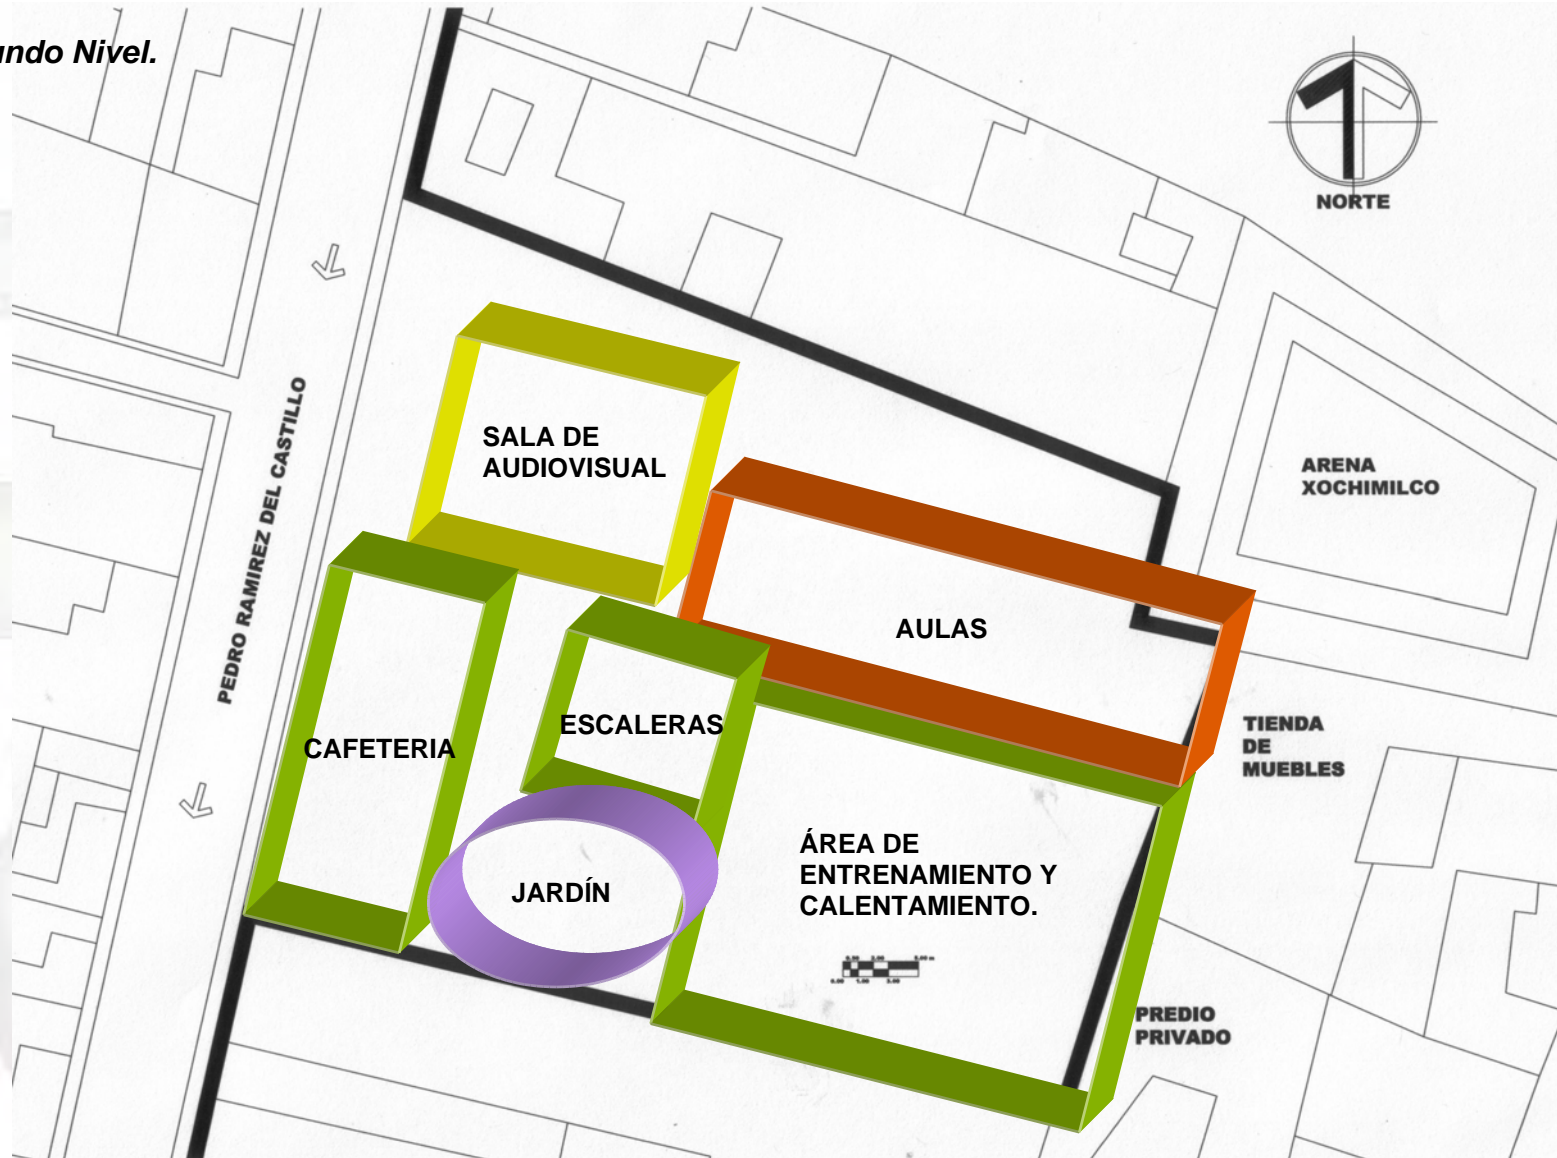 undo Nivel.
NORTE
PEDRO RAMIREZ DEL CASTILLO
SALA DE
AUDIOVISUAL
ARENA
XOCHIMILCO
AULAS
ESCALERAS
CAFETERIA
TIENDA
DE
MUEBLES
JARDÍN
ÁREA DE
ENTRENAMIENTO Y
CALENTAMIENTO.
PREDIO
PRIVADO